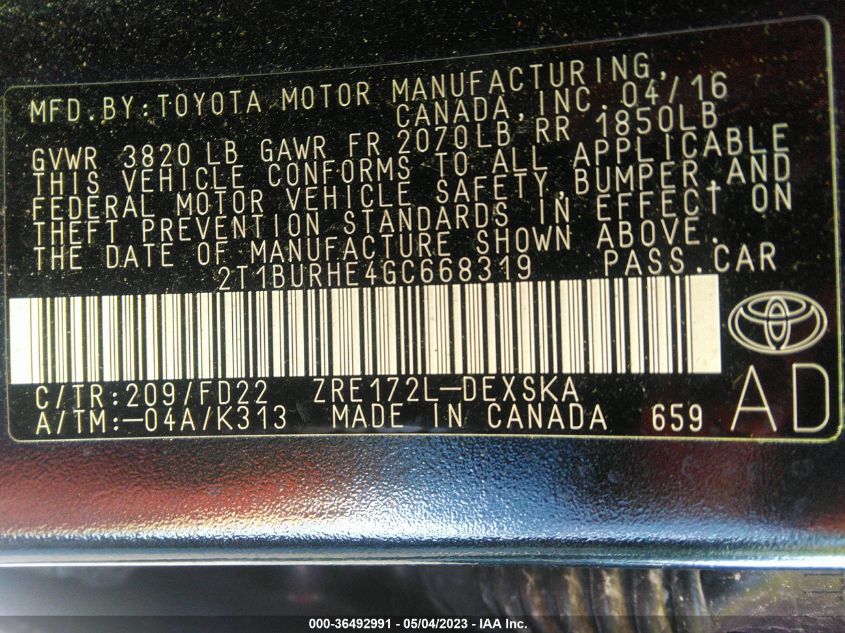 MFD.BY:TOYOTA MOTOR MANUFACTURING,
CANADA,INC.04/16
GVWR 3820 LB GAWR FR 2070LB RR 1850LB
THIS VEHICLE CONFORMS TO ALL APPLICABLE
FEDERAL MOTOR VEHICLE SAFETY,BUMPER,AND
THEFT PREVENTION STANDARDS IN EFFECT ON
THE DATE OF MANUFACTURE SHOWN ABOVE.
2T1BURHE4GC668319 PASS.CAR
C/TR:209/FD22 ZRE172L-DEXSKA
A/TM:-04A/K313 MADE IN CANADA 659
AD
000-36492991 - 05/04/2023 - IAA Inc.